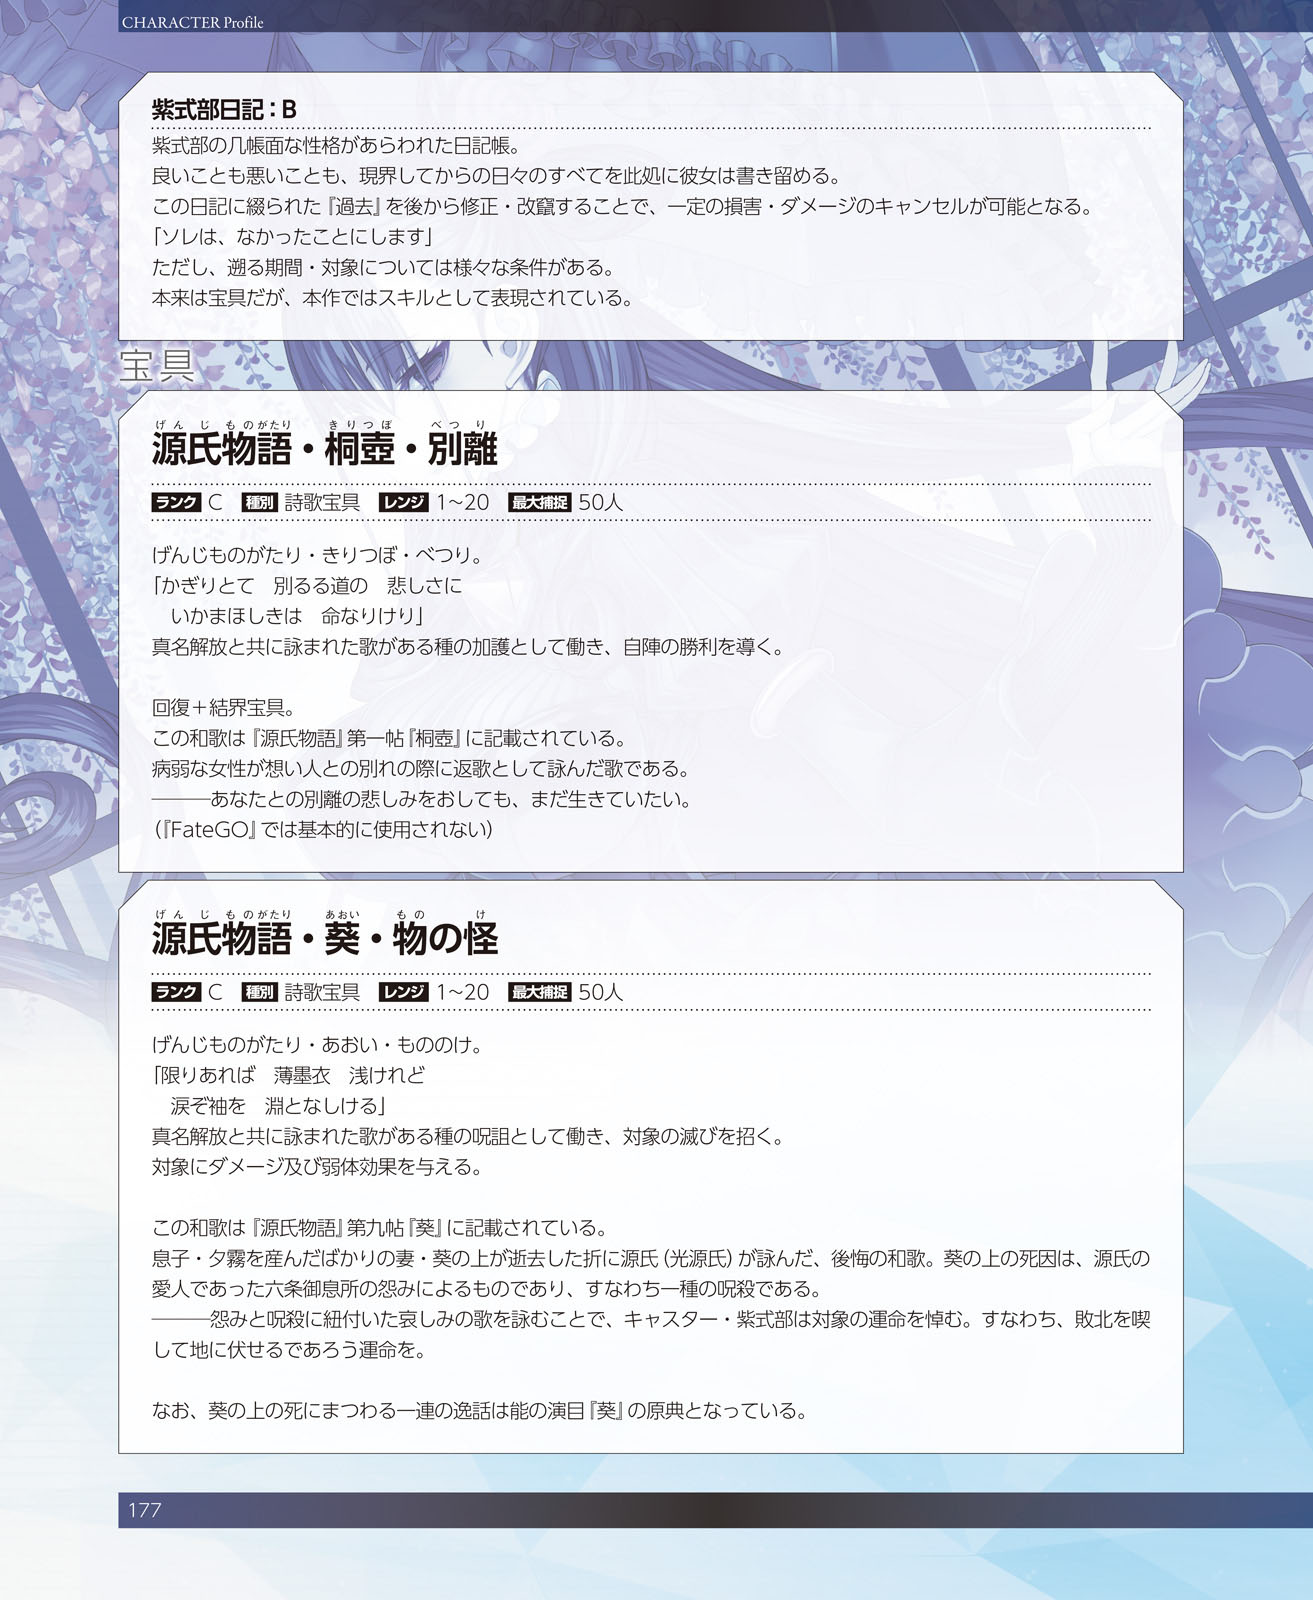 CHARACTER Profile
紫式部日記：B
紫式部の几帳面な性格があらわれた日記帳。
良いことも悪いことも、現界してからの日々のすべてを此処に彼女は書き留める。
この日記に綴られた『過去』を後から修正・改竄することで、一定の損害・ダメージのキャンセルが可能となる。
「ソレは、なかったことにします」
ただし、遡る期間・対象については様々な条件がある。
本来は宝具だが、本作ではスキルとして表現されている。
宝具
げんじものがたり きりつぼ べつり
源氏物語・桐壺・別離
ランク C 種別 詩歌宝具 レンジ 1～20 最大捕捉 50人
げんじものがたり・きりつぼ・べつり。
「かぎりとて　別るる道の　悲しさに
いかまほしきは　命なりけり」
真名解放と共に詠まれた歌がある種の加護として働き、自陣の勝利を導く。
回復＋結界宝具。
この和歌は『源氏物語』第一帖『桐壺』に記載されている。
病弱な女性が想い人との別れの際に返歌として詠んだ歌である。
―――あなたとの別離の悲しみをおしても、まだ生きていたい。
（『FateGO』では基本的に使用されない）
げんじものがたり あおい もの け
源氏物語・葵・物の怪
ランク C 種別 詩歌宝具 レンジ 1～20 最大捕捉 50人
げんじものがたり・あおい・もののけ。
「限りあれば　薄墨衣　浅けれど
涙ぞ袖を　淵となしける」
真名解放と共に詠まれた歌がある種の呪詛として働き、対象の滅びを招く。
対象にダメージ及び弱体効果を与える。
この和歌は『源氏物語』第九帖『葵』に記載されている。
息子・夕霧を産んだばかりの妻・葵の上が逝去した折に源氏（光源氏）が詠んだ、後悔の和歌。葵の上の死因は、源氏の
愛人であった六条御息所の怨みによるものであり、すなわち一種の呪殺である。
―――怨みと呪殺に紐付いた哀しみの歌を詠むことで、キャスター・紫式部は対象の運命を悼む。すなわち、敗北を喫
して地に伏せるであろう運命を。
なお、葵の上の死にまつわる一連の逸話は能の演目『葵』の原典となっている。
177